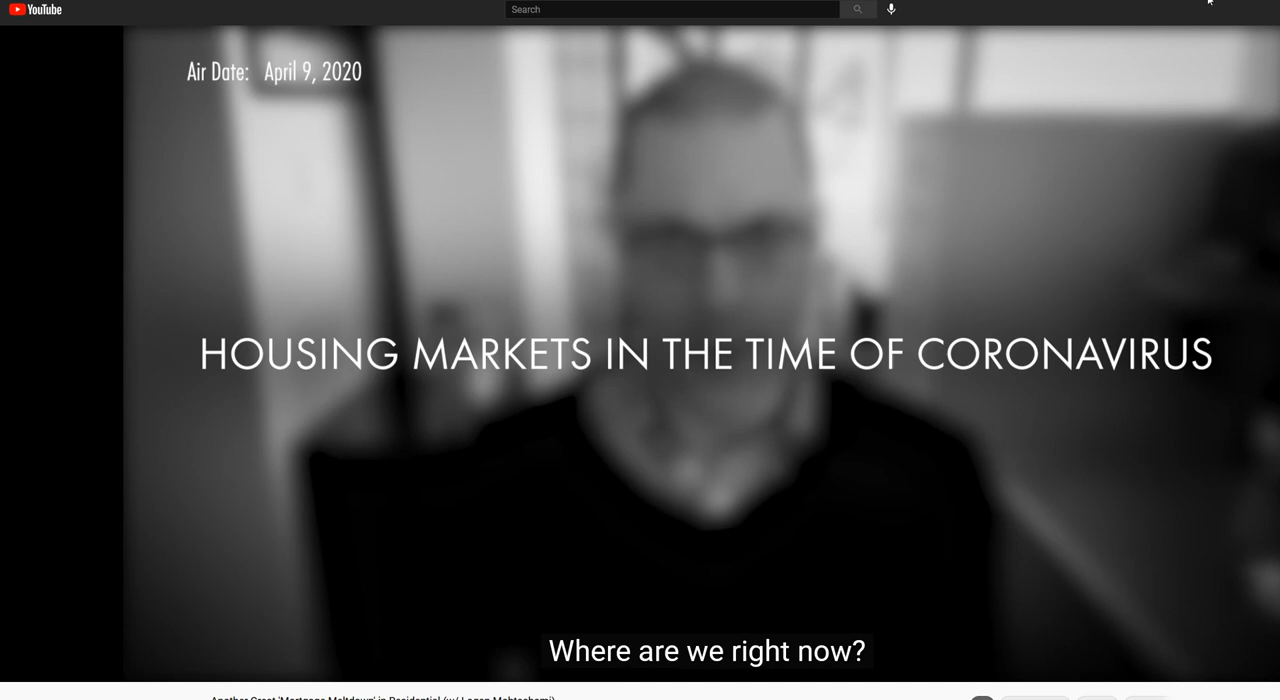 YouTube
Search
Air Date: April 9, 2020
HOUSING MARKETS IN THE TIME OF CORONAVIRUS
Where are we right now?